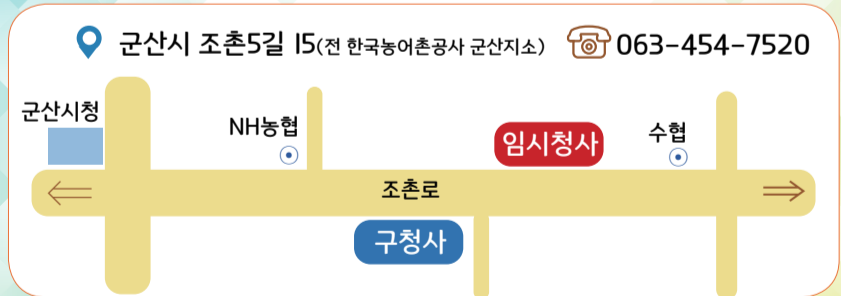 군산시 조촌5길 15(전 한국농어촌공사 군산지소) 063-454-7520
군산시청
NH농협
임시청사
수협
조촌로
구청사